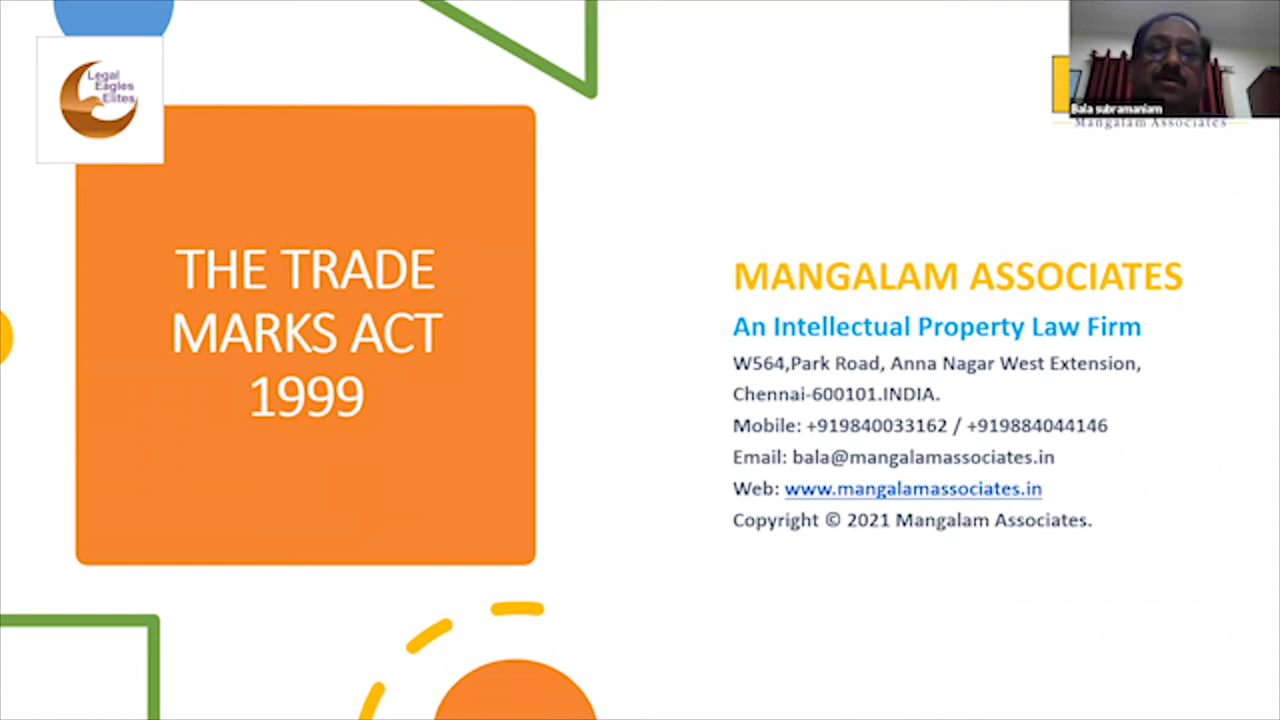 Legal
Eagles
Elites
Bala subramaniam
Mangalam Associates
THE TRADE
MARKS ACT
1999
MANGALAM ASSOCIATES
An Intellectual Property Law Firm
W564,Park Road, Anna Nagar West Extension,
Chennai-600101.INDIA.
Mobile: +919840033162 / +919884044146
Email: bala@mangalamassociates.in
Web: www.mangalamassociates.in
Copyright © 2021 Mangalam Associates.